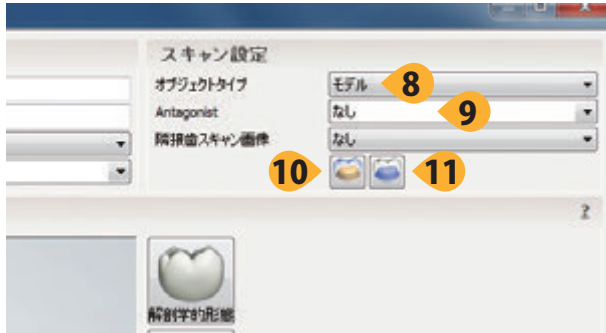 スキャン設定
オブジェクトタイプ
モデル
8
Antagonist
なし
9
隣接歯スキャン画像
なし
10
11
?
解剖学的形態